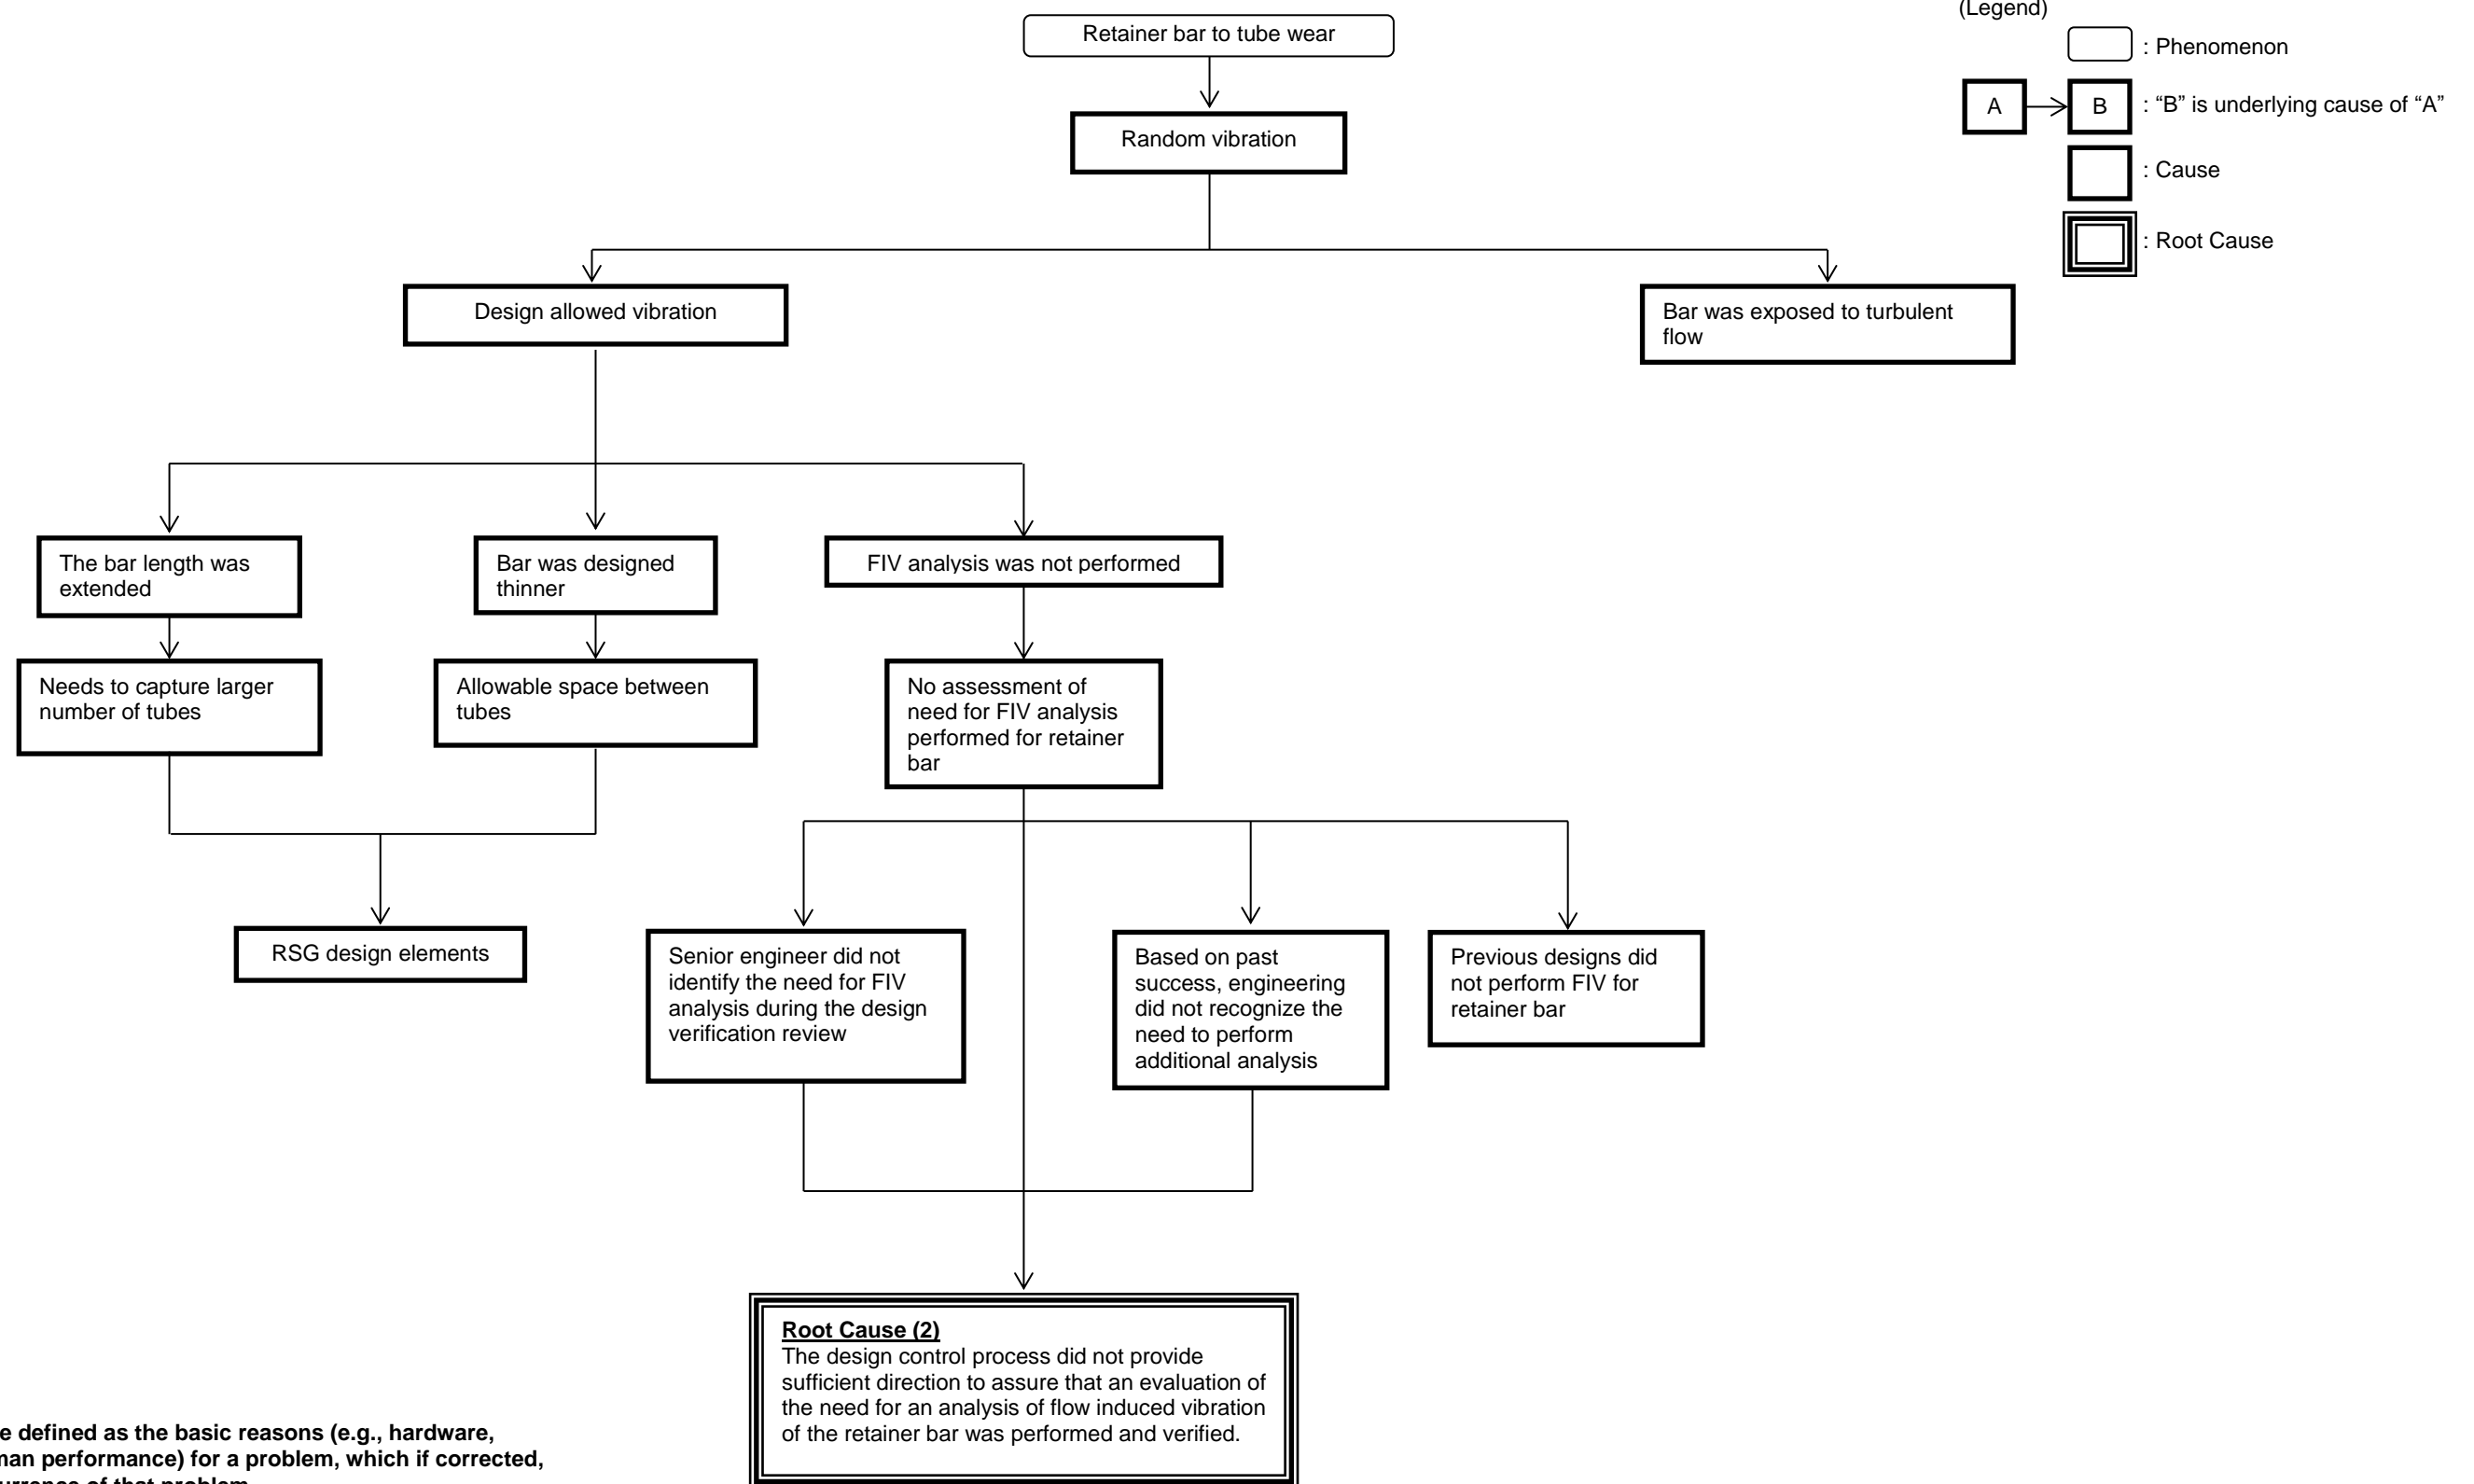 (Legend)
Retainer bar to tube wear
: Phenomenon
A
B
: “B” is underlying cause of “A”
Random vibration
: Cause
: Root Cause
Design allowed vibration
Bar was exposed to turbulent
flow
The bar length was
extended
Bar was designed
thinner
FIV analysis was not performed
Needs to capture larger
number of tubes
Allowable space between
tubes
No assessment of
need for FIV analysis
performed for retainer
bar
RSG design elements
Senior engineer did not
identify the need for FIV
analysis during the design
verification review
Based on past
success, engineering
did not recognize the
need to perform
additional analysis
Previous designs did
not perform FIV for
retainer bar
Root Cause (2)
The design control process did not provide
sufficient direction to assure that an evaluation of
the need for an analysis of flow induced vibration
of the retainer bar was performed and verified.
defined as the basic reasons (e.g., hardware,
performance) for a problem, which if corrected,
of that problem